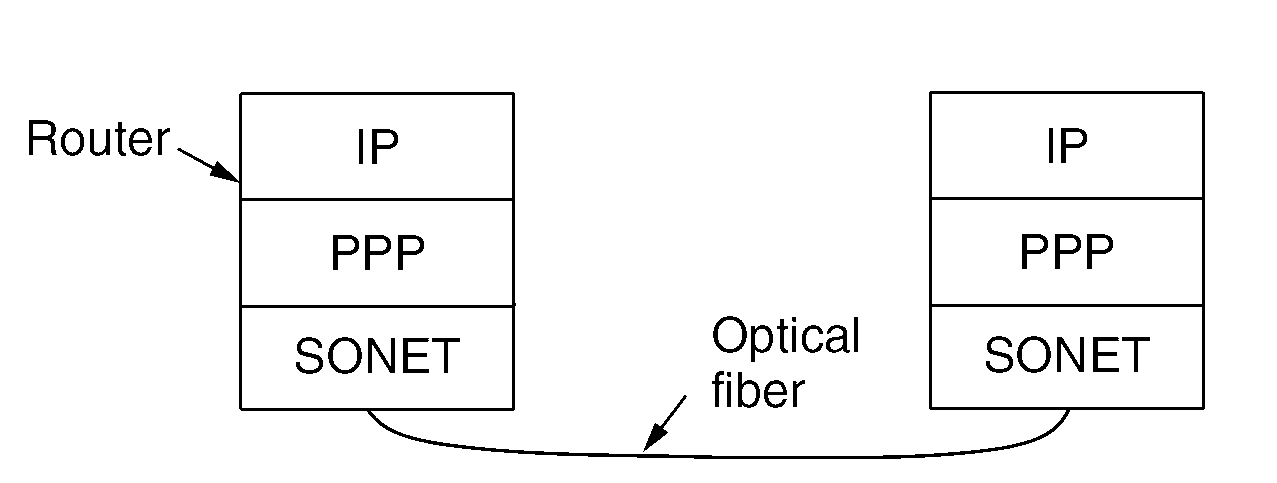 Router
IP
PPP
SONET
Optical
fiber
IP
PPP
SONET